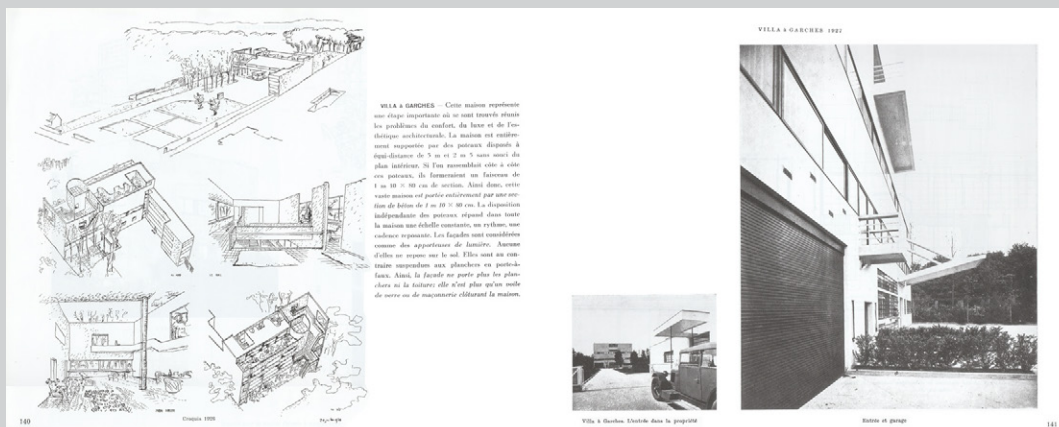 VILLA à GARCHES 1927
VILLA à GARCHES — Cette maison représente
une étape importante où se sont trouvés réunis
les problèmes du confort, du luxe et de l'es-
thétique architecturale. La maison est entière-
ment supportée par des poteaux disposés à
équi-distance de 5 m et 2 m 5 sans souci du
plan intérieur. Si l'on rassemblait côte à côte
ces poteaux, ils formeraient un faisceau de
1 m 10 × 80 cm de section. Ainsi donc, cette
vaste maison est portée entièrement par une sec-
tion de béton de 1 m 10 × 80 cm. La disposition
indépendante des poteaux répand dans toute
la maison une échelle constante, un rythme, une
cadence reposante. Les façades sont considérées
comme des apporteuses de lumière. Aucune
d'elles ne repose sur le sol. Elles sont au con-
traire suspendues aux planchers en porte-à-
faux. Ainsi, la façade ne porte plus les plan-
chers ni la toiture; elle n'est plus qu'un voile
de verre ou de maçonnerie clôturant la maison.
140
Croquis 1926
Villa à Garches. L'entrée dans la propriété
Entrée et garage
141